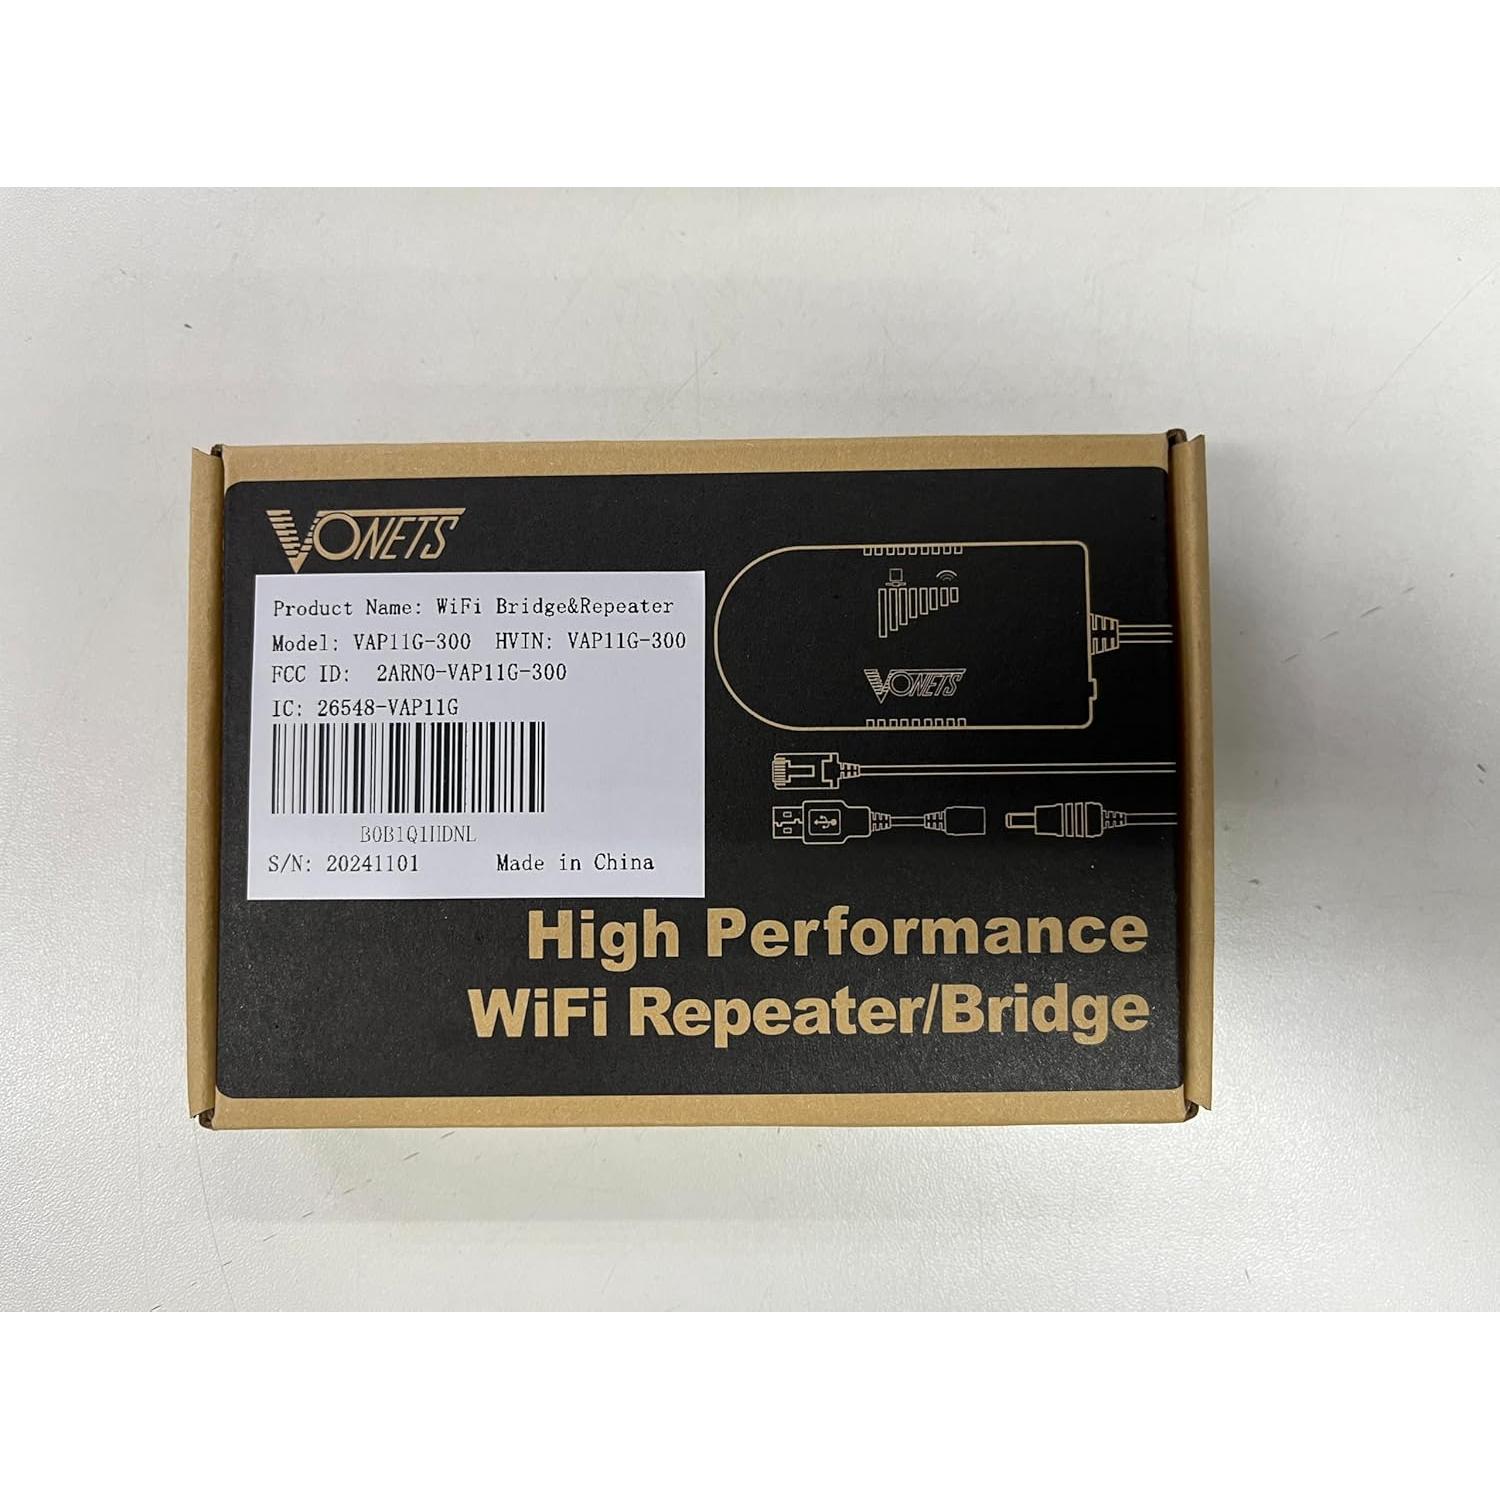 VONETS
Product Name: WiFi Bridge&Repeater
Model: VAP11G-300 HVIN: VAP11G-300
FCC ID: 2ARNO-VAP11G-300
IC: 26548-VAP11G
B0B1Q1HDNL
S/N: 20241101 Made in China
VONETS
High Performance
WiFi Repeater/Bridge